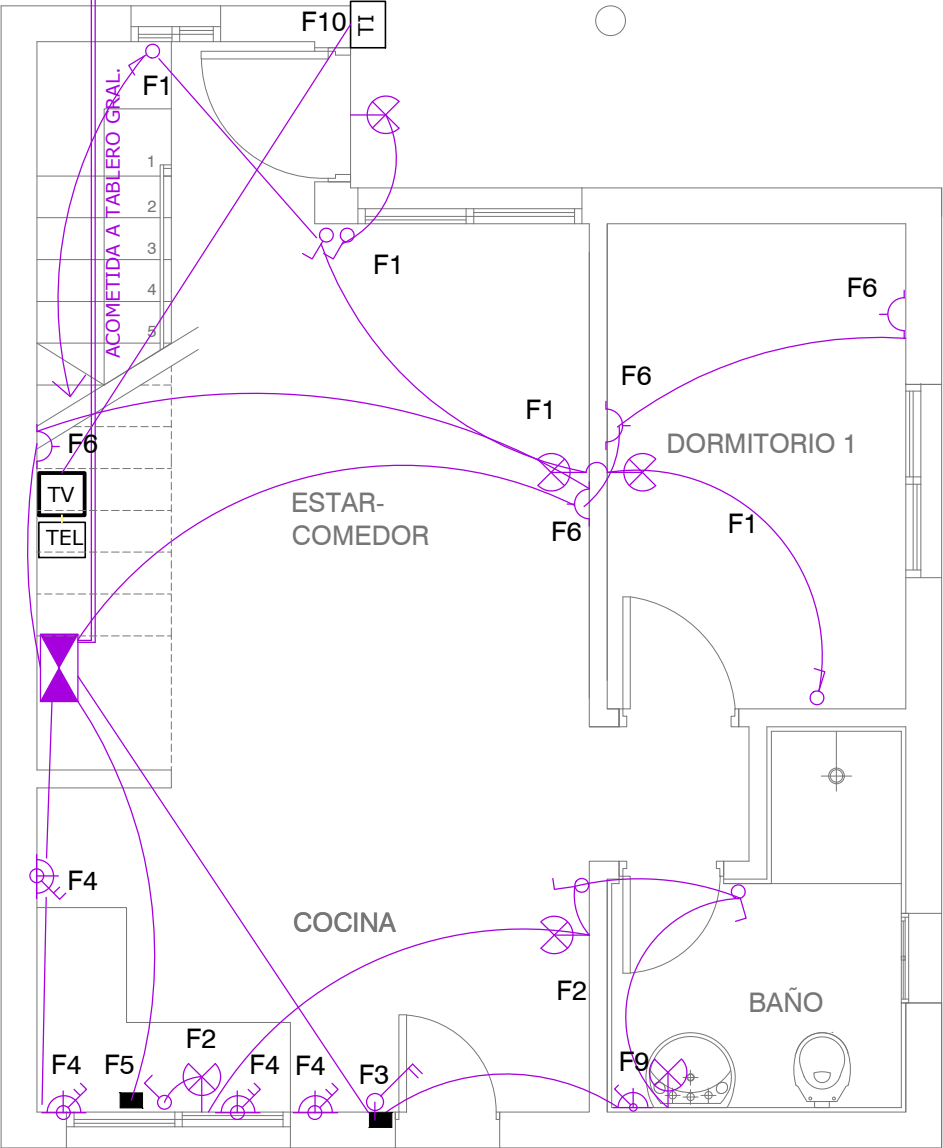 F10
TI
F1
ACOMETIDA A TABLERO GRAL.
1
2
3
4
5
F1
F6
F6
F1
F6
DORMITORIO 1
TV
TEL
ESTAR-
COMEDOR
F6
F1
F4
COCINA
F2
BAÑO
F4
F5
F2
F4
F4
F3
F9